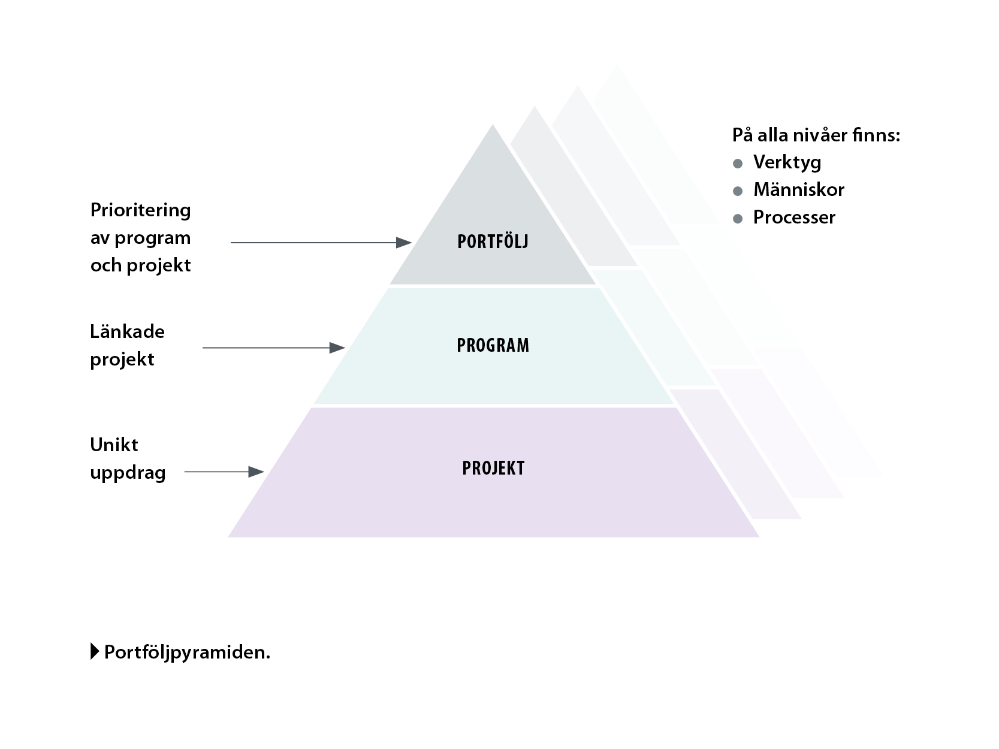 På alla nivåer finns:
Verktyg
Människor
Processer
Prioritering
av program
och projekt
PORTFÖLJ
Länkade
projekt
PROGRAM
Unikt
uppdrag
PROJEKT
Portföljpyramiden.